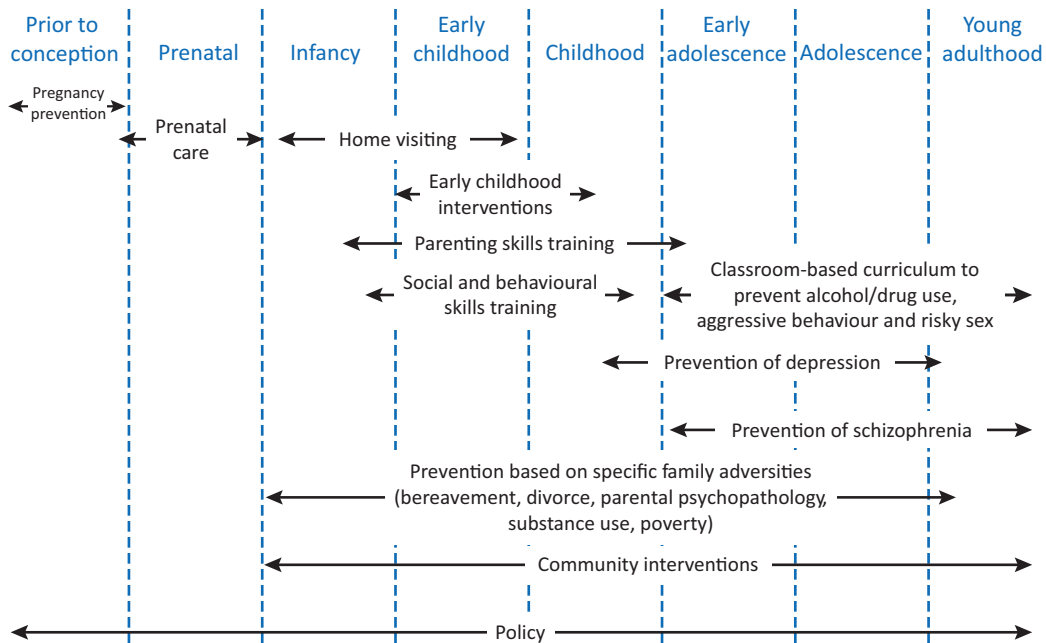 Prior to
conception
Prenatal
Infancy
Early
childhood
Childhood
Early
adolescence
Adolescence
Young
adulthood
Pregnancy
prevention
Prenatal
care
Home visiting
Early childhood
interventions
Parenting skills training
Social and behavioural
skills training
Classroom-based curriculum to
prevent alcohol/drug use,
aggressive behaviour and risky sex
Prevention of depression
Prevention of schizophrenia
Prevention based on specific family adversities
(bereavement, divorce, parental psychopathology,
substance use, poverty)
Community interventions
Policy